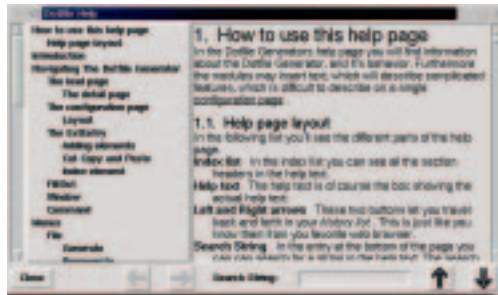 Dotfile Help
How to use this help page
Help page layout
Introduction
Navigating The Dotfile Generator
The head page
The detail page
The configuration page
Layout
The ExtEntry
Adding elements
Cut Copy and Paste
Index element
FillOut
Window
Command
Menus
File
Generate
1. How to use this help page
In the Dotfile Generators help page you will find information
about the Dotfile Generator, and it's behavior. Furthermore
the modules may insert text, which will describe complicated
features, which is difficult to describe on a single
configuration page.
1.1. Help page layout
In the following list you'll see the different parts of the help
page.
Index list In the index list you can see all the section
headers in the help text.
Help text The help text is of course the box showing the
actual help text.
Left and Right arrows These two buttons let you travel
back and forth in your history list. This is just like you
know them from you favorite web browser.
Search String In the entry at the bottom of the page you
can search for a string in the help text. The search
Close
Search String: